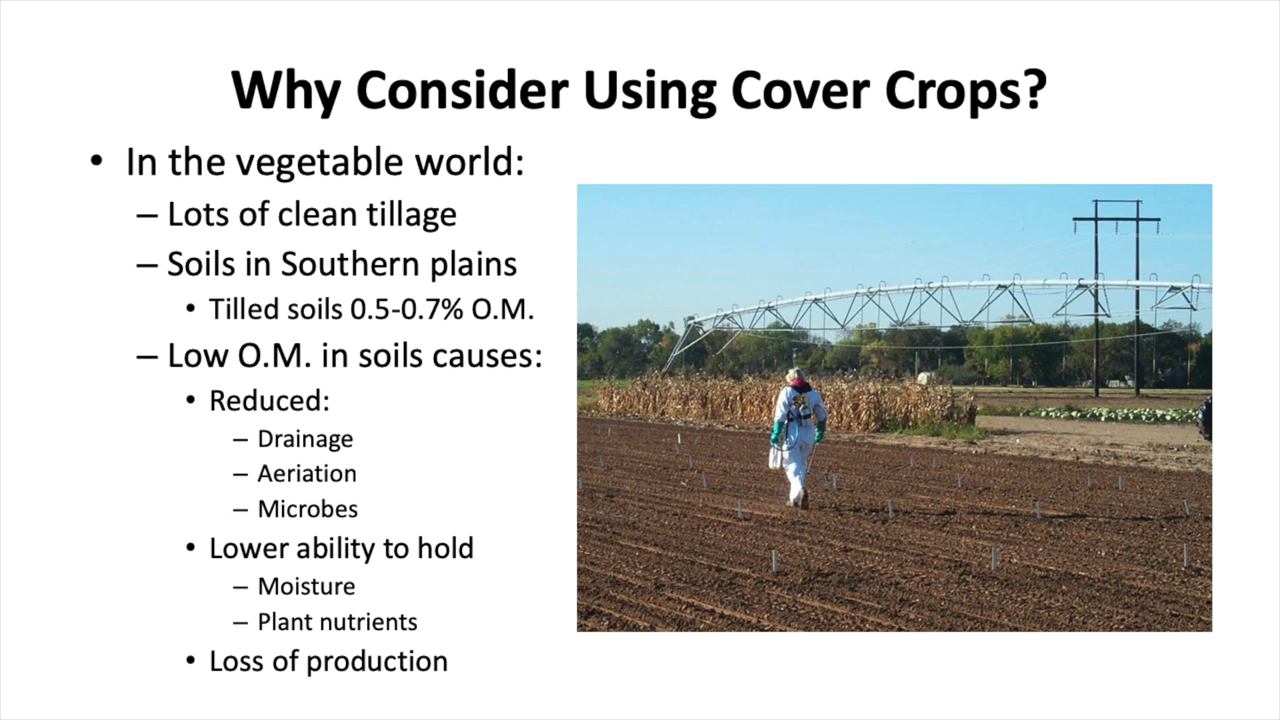 Why Consider Using Cover Crops?
• In the vegetable world:
– Lots of clean tillage
– Soils in Southern plains
• Tilled soils 0.5-0.7% O.M.
– Low O.M. in soils causes:
• Reduced:
– Drainage
– Aeriation
– Microbes
• Lower ability to hold
– Moisture
– Plant nutrients
• Loss of production